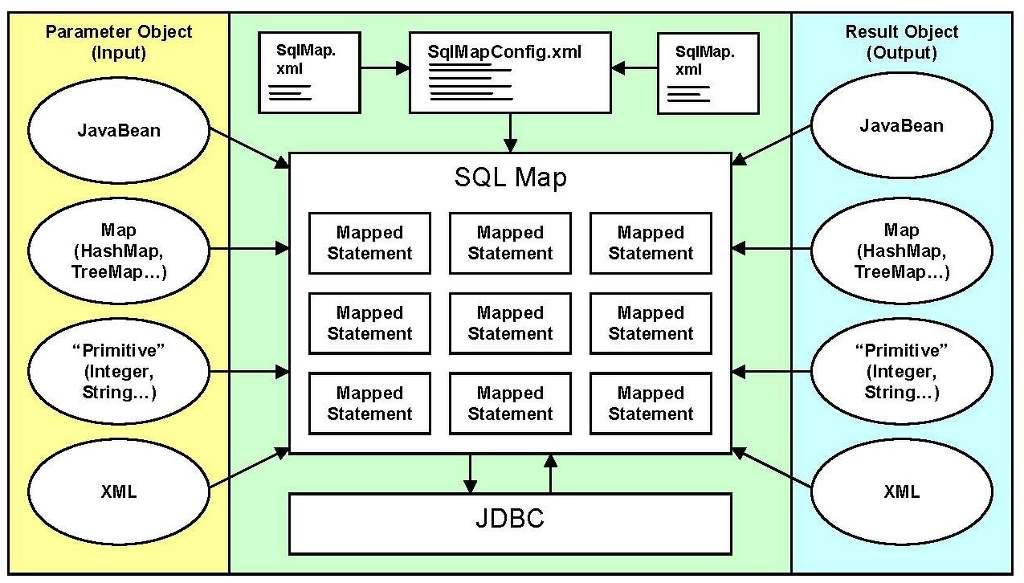 Parameter Object
(Input)
JavaBean
Map
(HashMap,
TreeMap…)
“Primitive”
(Integer,
String…)
XML
SqlMap.
xml
SqlMapConfig.xml
SqlMap.
xml
SQL Map
Mapped
Statement
Mapped
Statement
Mapped
Statement
Mapped
Statement
Mapped
Statement
Mapped
Statement
Mapped
Statement
Mapped
Statement
Mapped
Statement
JDBC
Result Object
(Output)
JavaBean
Map
(HashMap,
TreeMap…)
“Primitive”
(Integer,
String…)
XML